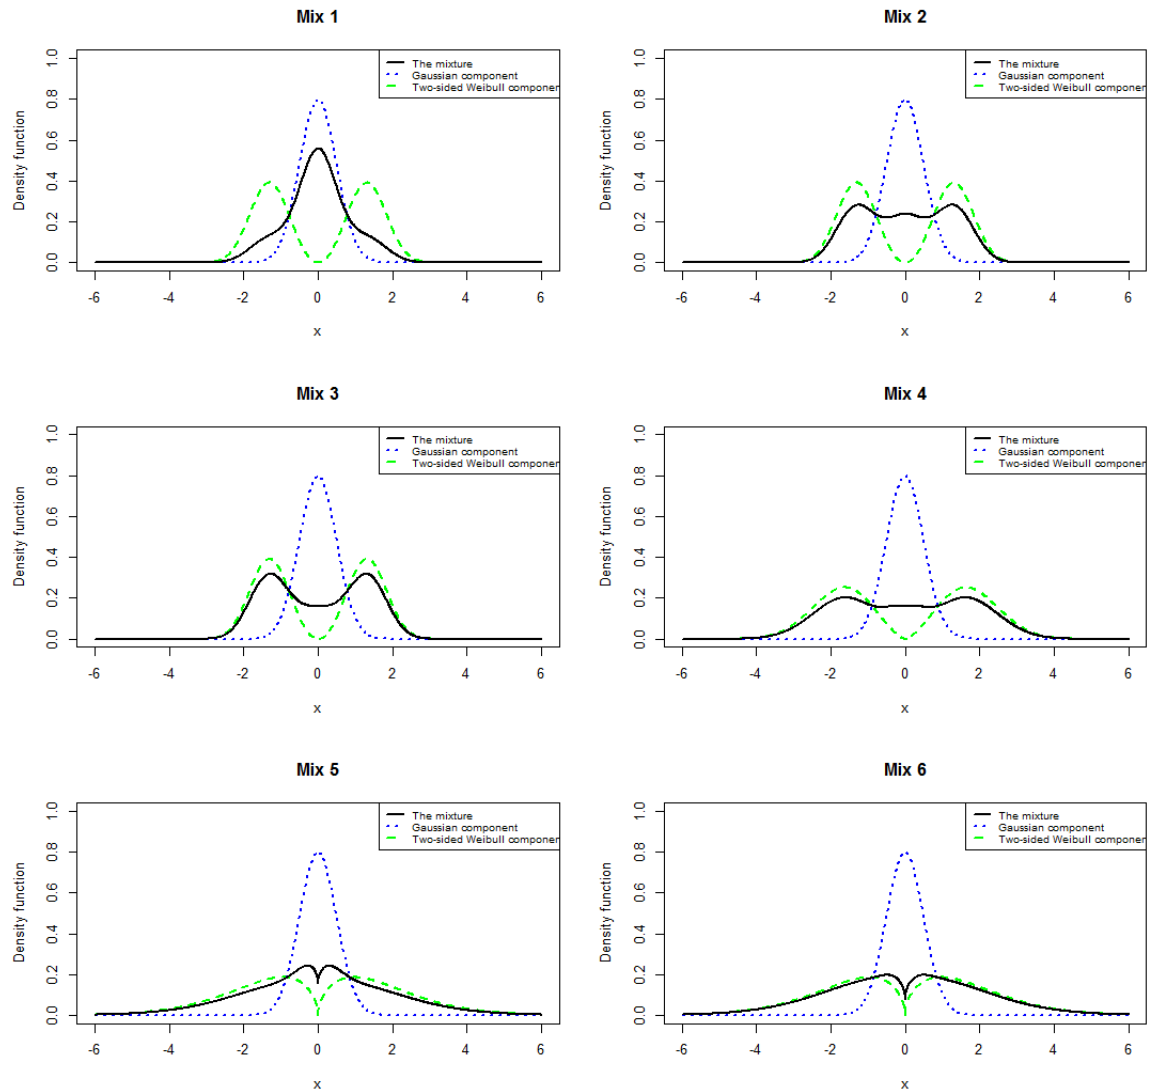 Mix 1
1.0
0.8
0.6
0.4
0.2
0.0
Density function
The mixture
Gaussian component
Two-sided Weibull componen
-6 -4 -2 0 2 4 6
x
Mix 2
1.0
0.8
0.6
0.4
0.2
0.0
Density function
The mixture
Gaussian component
Two-sided Weibull componen
-6 -4 -2 0 2 4 6
x
Mix 3
1.0
0.8
0.6
0.4
0.2
0.0
Density function
The mixture
Gaussian component
Two-sided Weibull componen
-6 -4 -2 0 2 4 6
x
Mix 4
1.0
0.8
0.6
0.4
0.2
0.0
Density function
The mixture
Gaussian component
Two-sided Weibull componen
-6 -4 -2 0 2 4 6
x
Mix 5
1.0
0.8
0.6
0.4
0.2
0.0
Density function
The mixture
Gaussian component
Two-sided Weibull componen
-6 -4 -2 0 2 4 6
x
Mix 6
1.0
0.8
0.6
0.4
0.2
0.0
Density function
The mixture
Gaussian component
Two-sided Weibull componen
-6 -4 -2 0 2 4 6
x